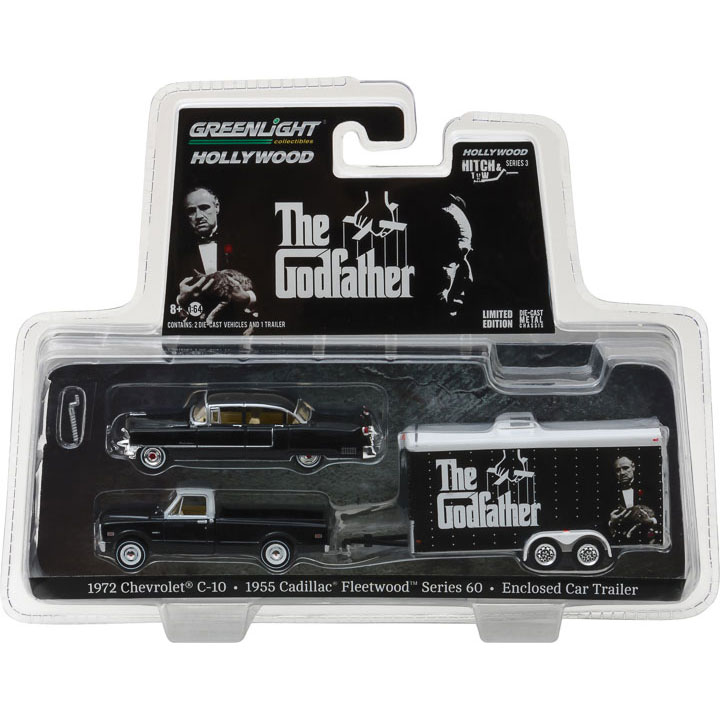 GREENLIGHT
collectibles
HOLLYWOOD
HOLLYWOOD
HITCH & TOW SERIES 3
The
Godfather
8+ 1:64
CONTAINS: 2 DIE-CAST VEHICLES AND 1 TRAILER
LIMITED EDITION
DIE-CAST METAL CHASSIS
The
Godfather
1972 Chevrolet® C-10 • 1955 Cadillac® Fleetwood™ Series 60 • Enclosed Car Trailer